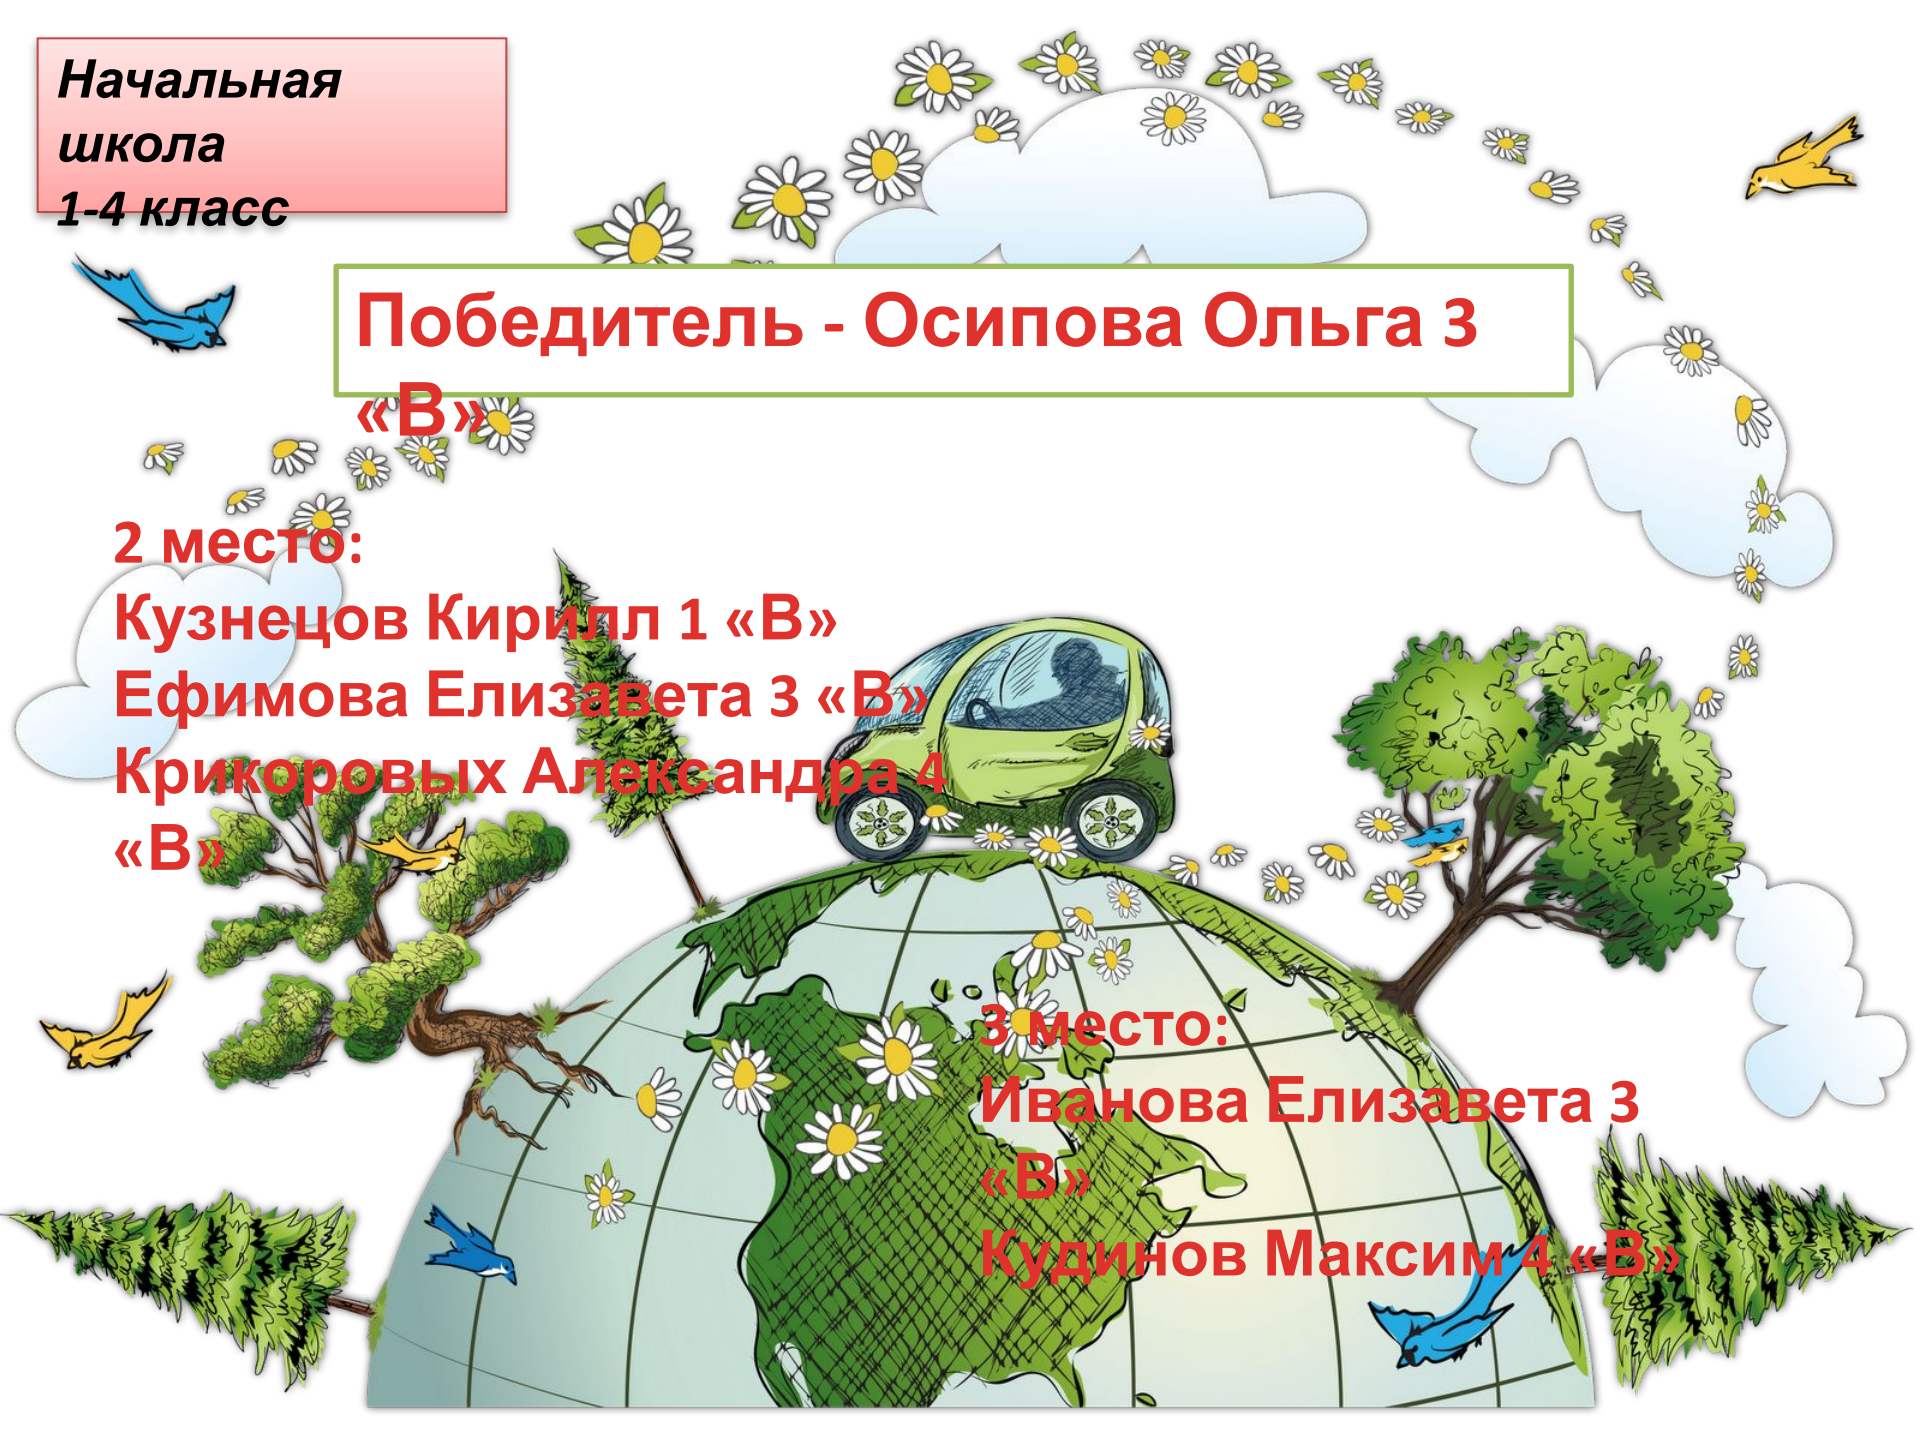 Начальная
школа
1-4 класс
Победитель - Осипова Ольга 3
«В»
2 место:
Кузнецов Кирилл 1 «В»
Ефимова Елизавета 3 «В»
Крикоровых Александра 4
«В»
3 место:
Иванова Елизавета 3
«В»
Кудинов Максим 4 «В»